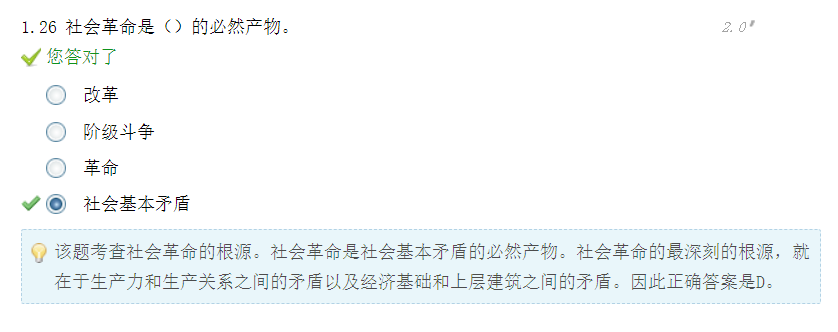 1.26 社会革命是（）的必然产物。 2.0
您答对了
改革
阶级斗争
革命
社会基本矛盾
该题考查社会革命的根源。社会革命是社会基本矛盾的必然产物。社会革命的最深刻的根源，就
在于生产力和生产关系之间的矛盾以及经济基础和上层建筑之间的矛盾。因此正确答案是D。